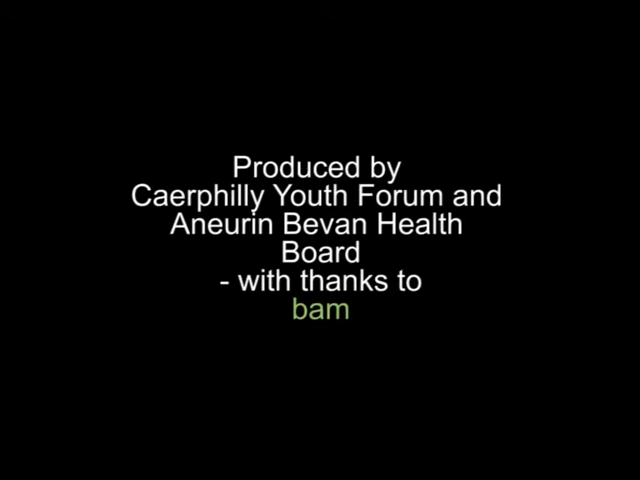 Produced by
Caerphilly Youth Forum and
Aneurin Bevan Health
Board
- with thanks to
bam